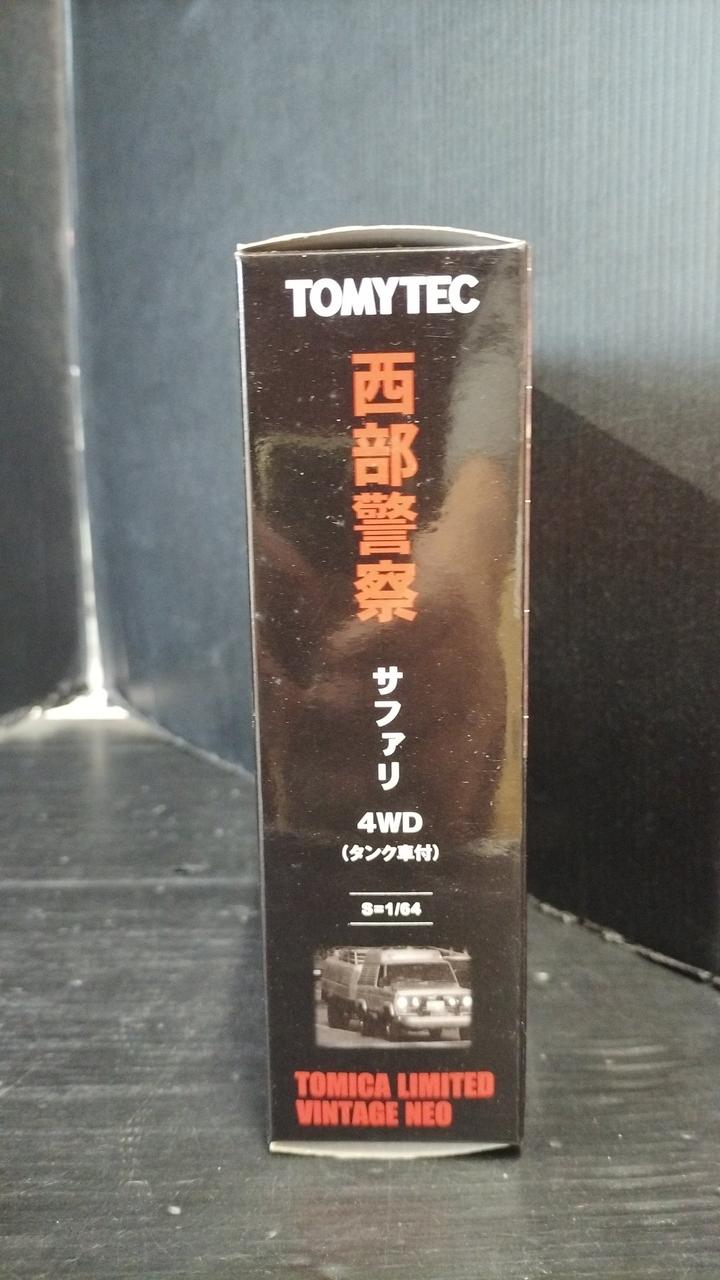 TOMYTEC
西部警察
サファリ
4WD
(タンク車付)
S=1/64
TOMICA LIMITED
VINTAGE NEO